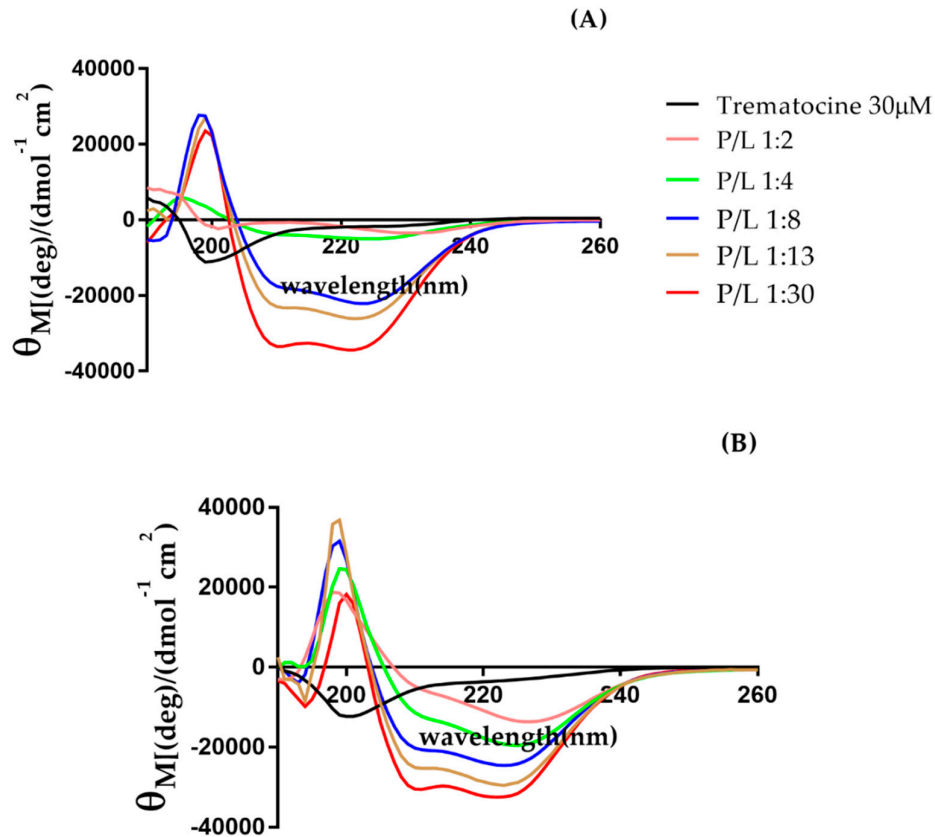 (A)
θM[(deg)/(dmol-1 cm2)
40000
20000
0
-20000
-40000
200
220
240
260
wavelength(nm)
Trematocine 30μM
P/L 1:2
P/L 1:4
P/L 1:8
P/L 1:13
P/L 1:30
(B)
θM[(deg)/(dmol-1 cm2)
40000
20000
0
-20000
-40000
200
220
240
260
wavelength(nm)